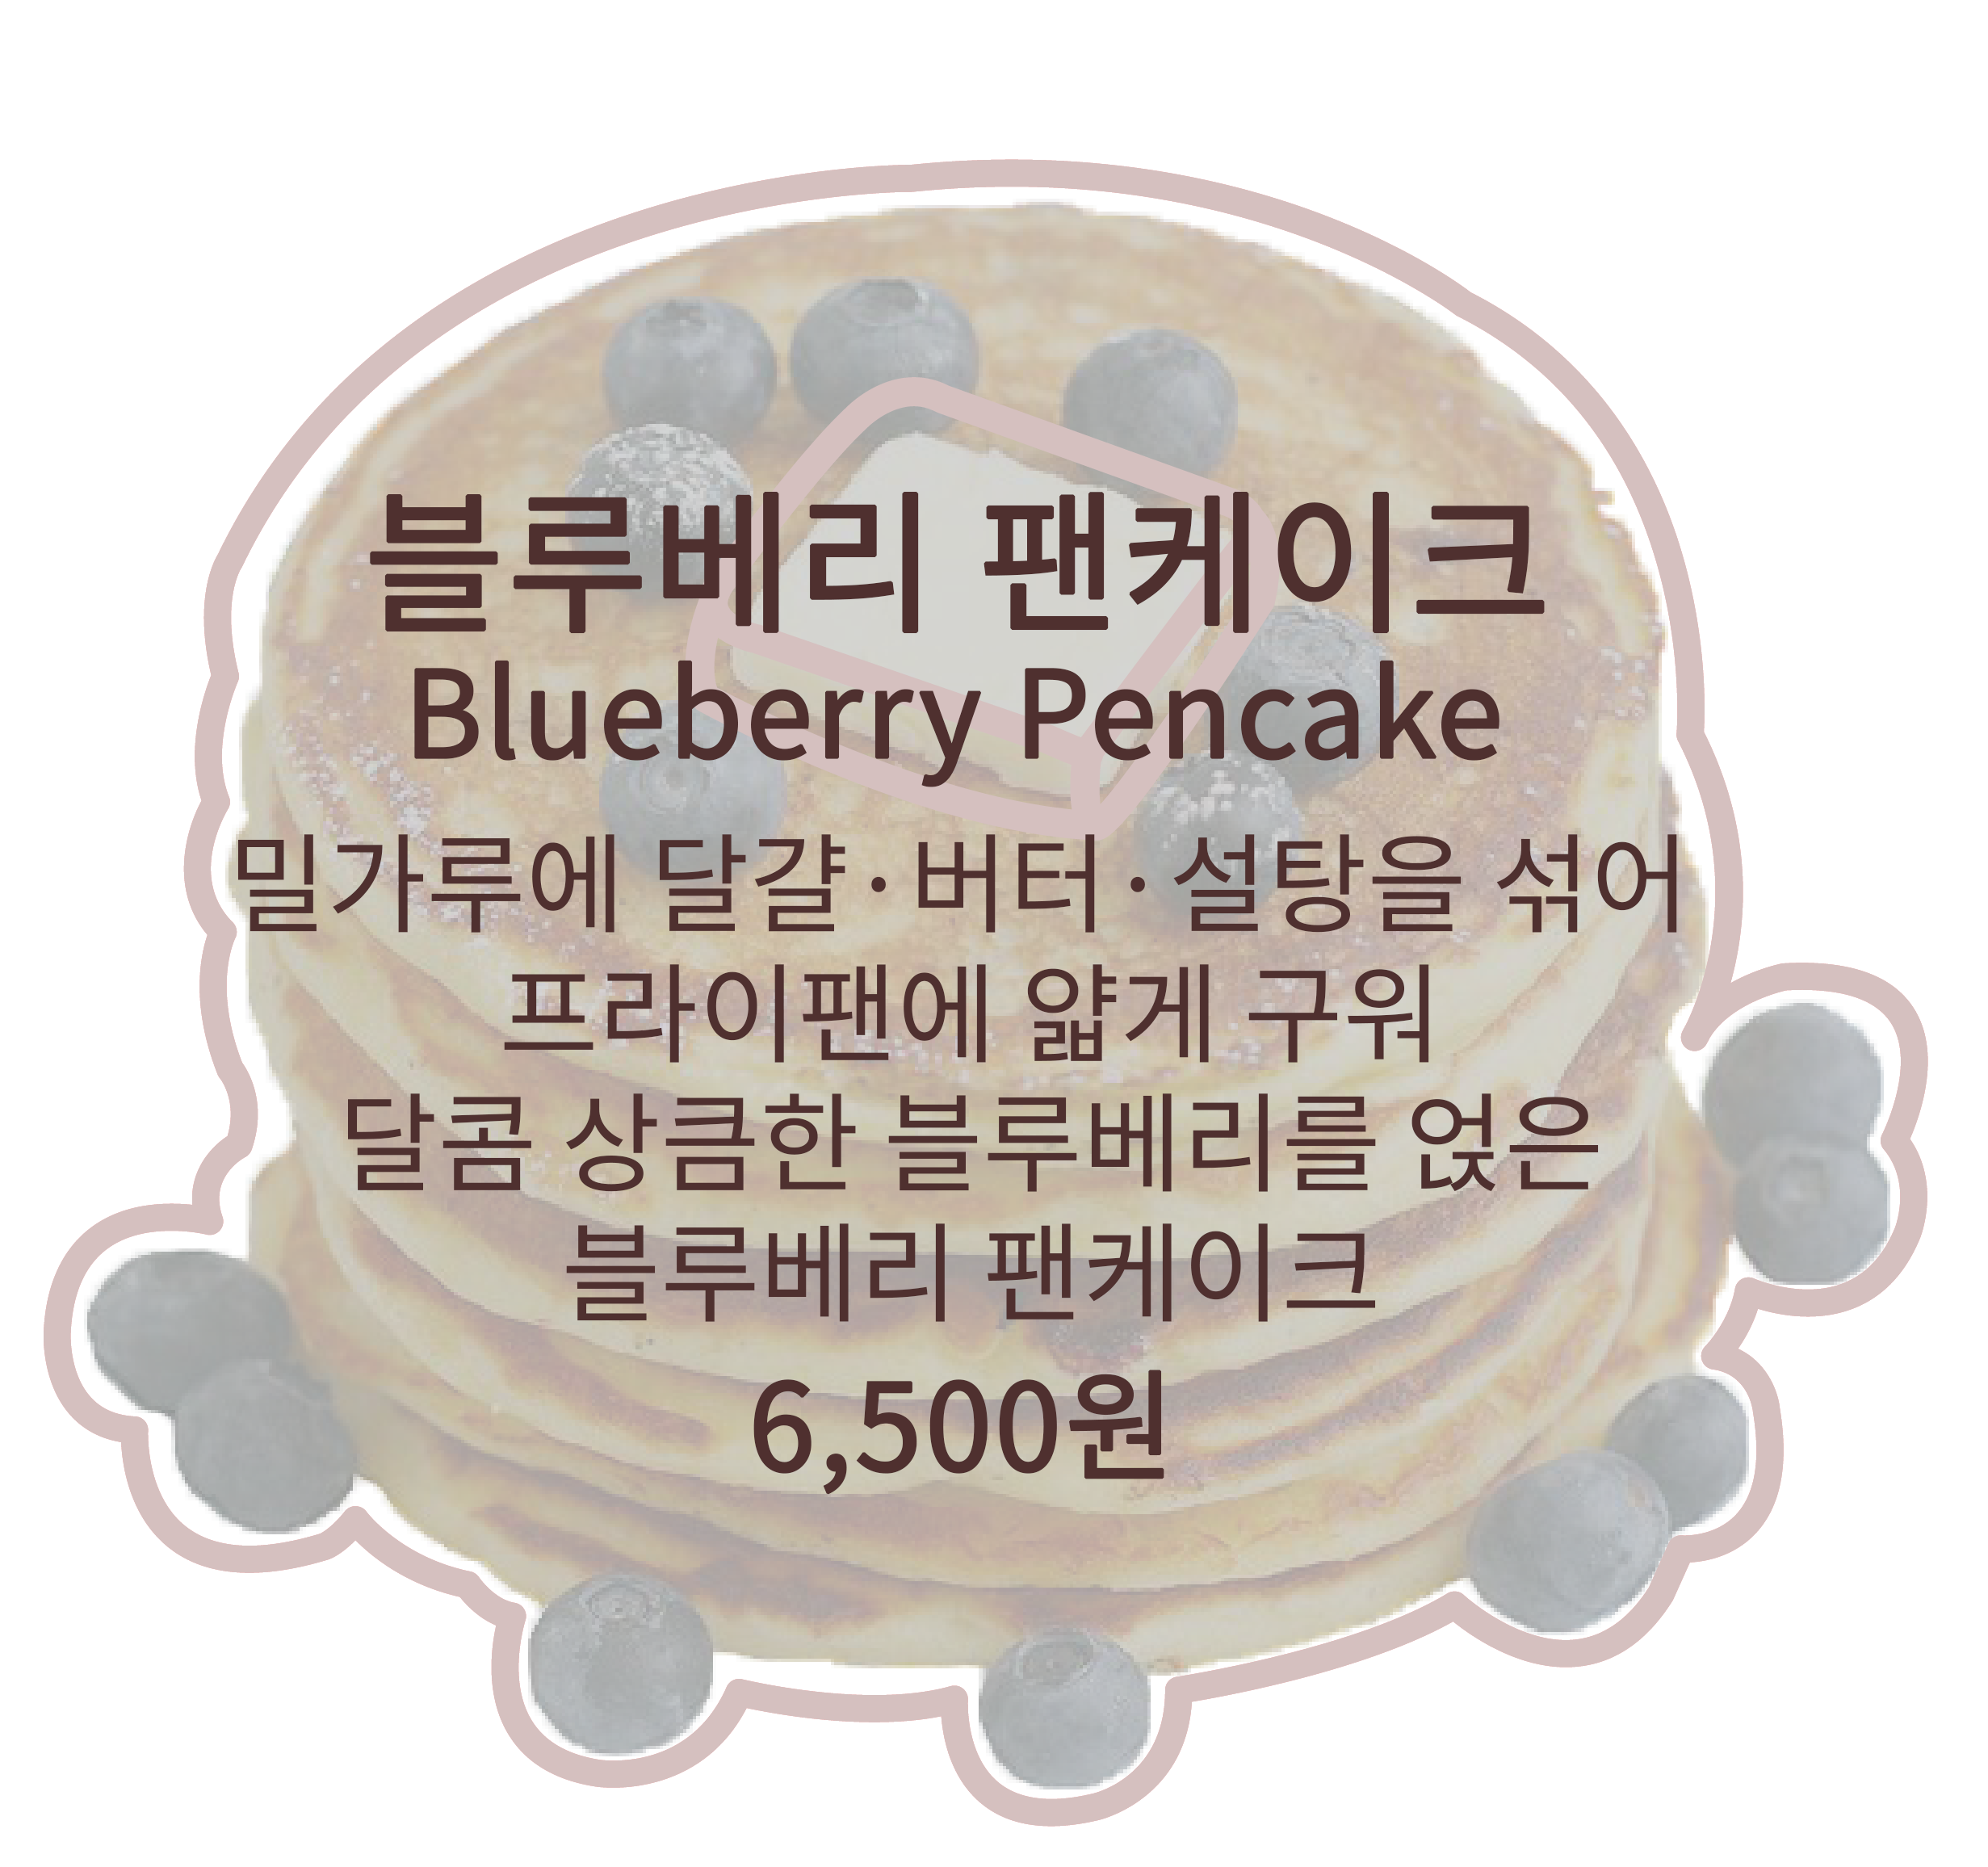 블루베리 팬케이크
Blueberry Pencake
밀가루에 달걀·버터·설탕을 섞어
프라이팬에 얇게 구워
달콤 상큼한 블루베리를 얹은
블루베리 팬케이크
6,500원